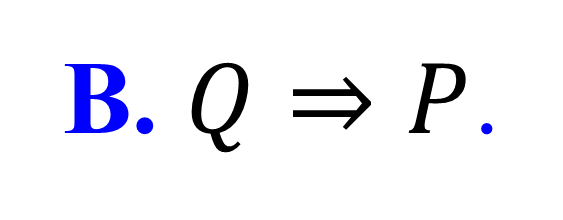 B. Q ⇒ P.